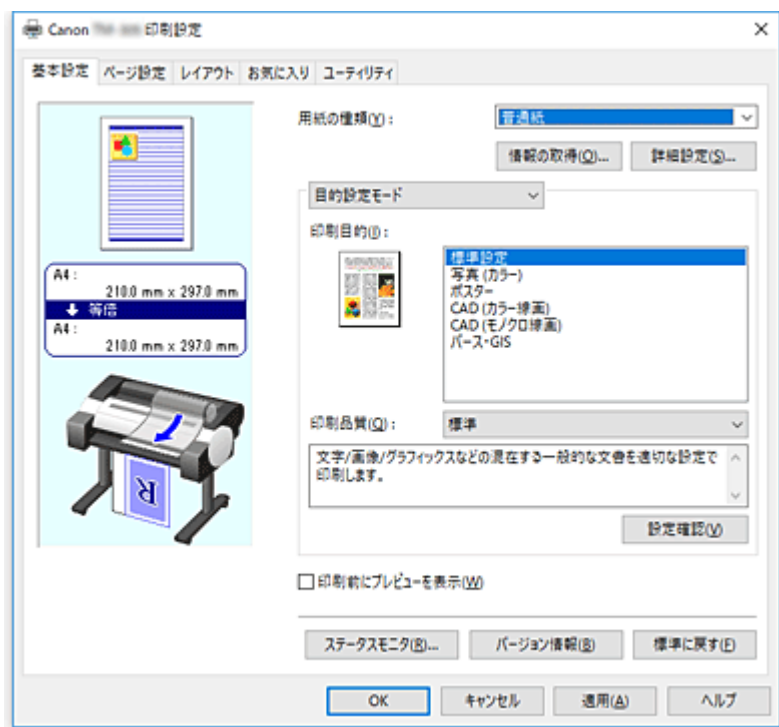 Canon 印刷設定
基本設定 ページ設定 レイアウト お気に入り ユーティリティ
用紙の種類(Y): 普通紙
情報の取得(O)... 詳細設定(S)...
目的設定モード
印刷目的(I):
標準設定
写真 (カラー)
ポスター
CAD (カラー線画)
CAD (モノクロ線画)
パース・GIS
A4:
210.0 mm x 297.0 mm
等倍
A4:
210.0 mm x 297.0 mm
R
印刷品質(Q): 標準
文字/画像/グラフィックスなどの混在する一般的な文書を適切な設定で
印刷します。
設定確認(V)
印刷前にプレビューを表示(W)
ステータスモニタ(R)... バージョン情報(B) 標準に戻す(F)
OK キャンセル 適用(A) ヘルプ